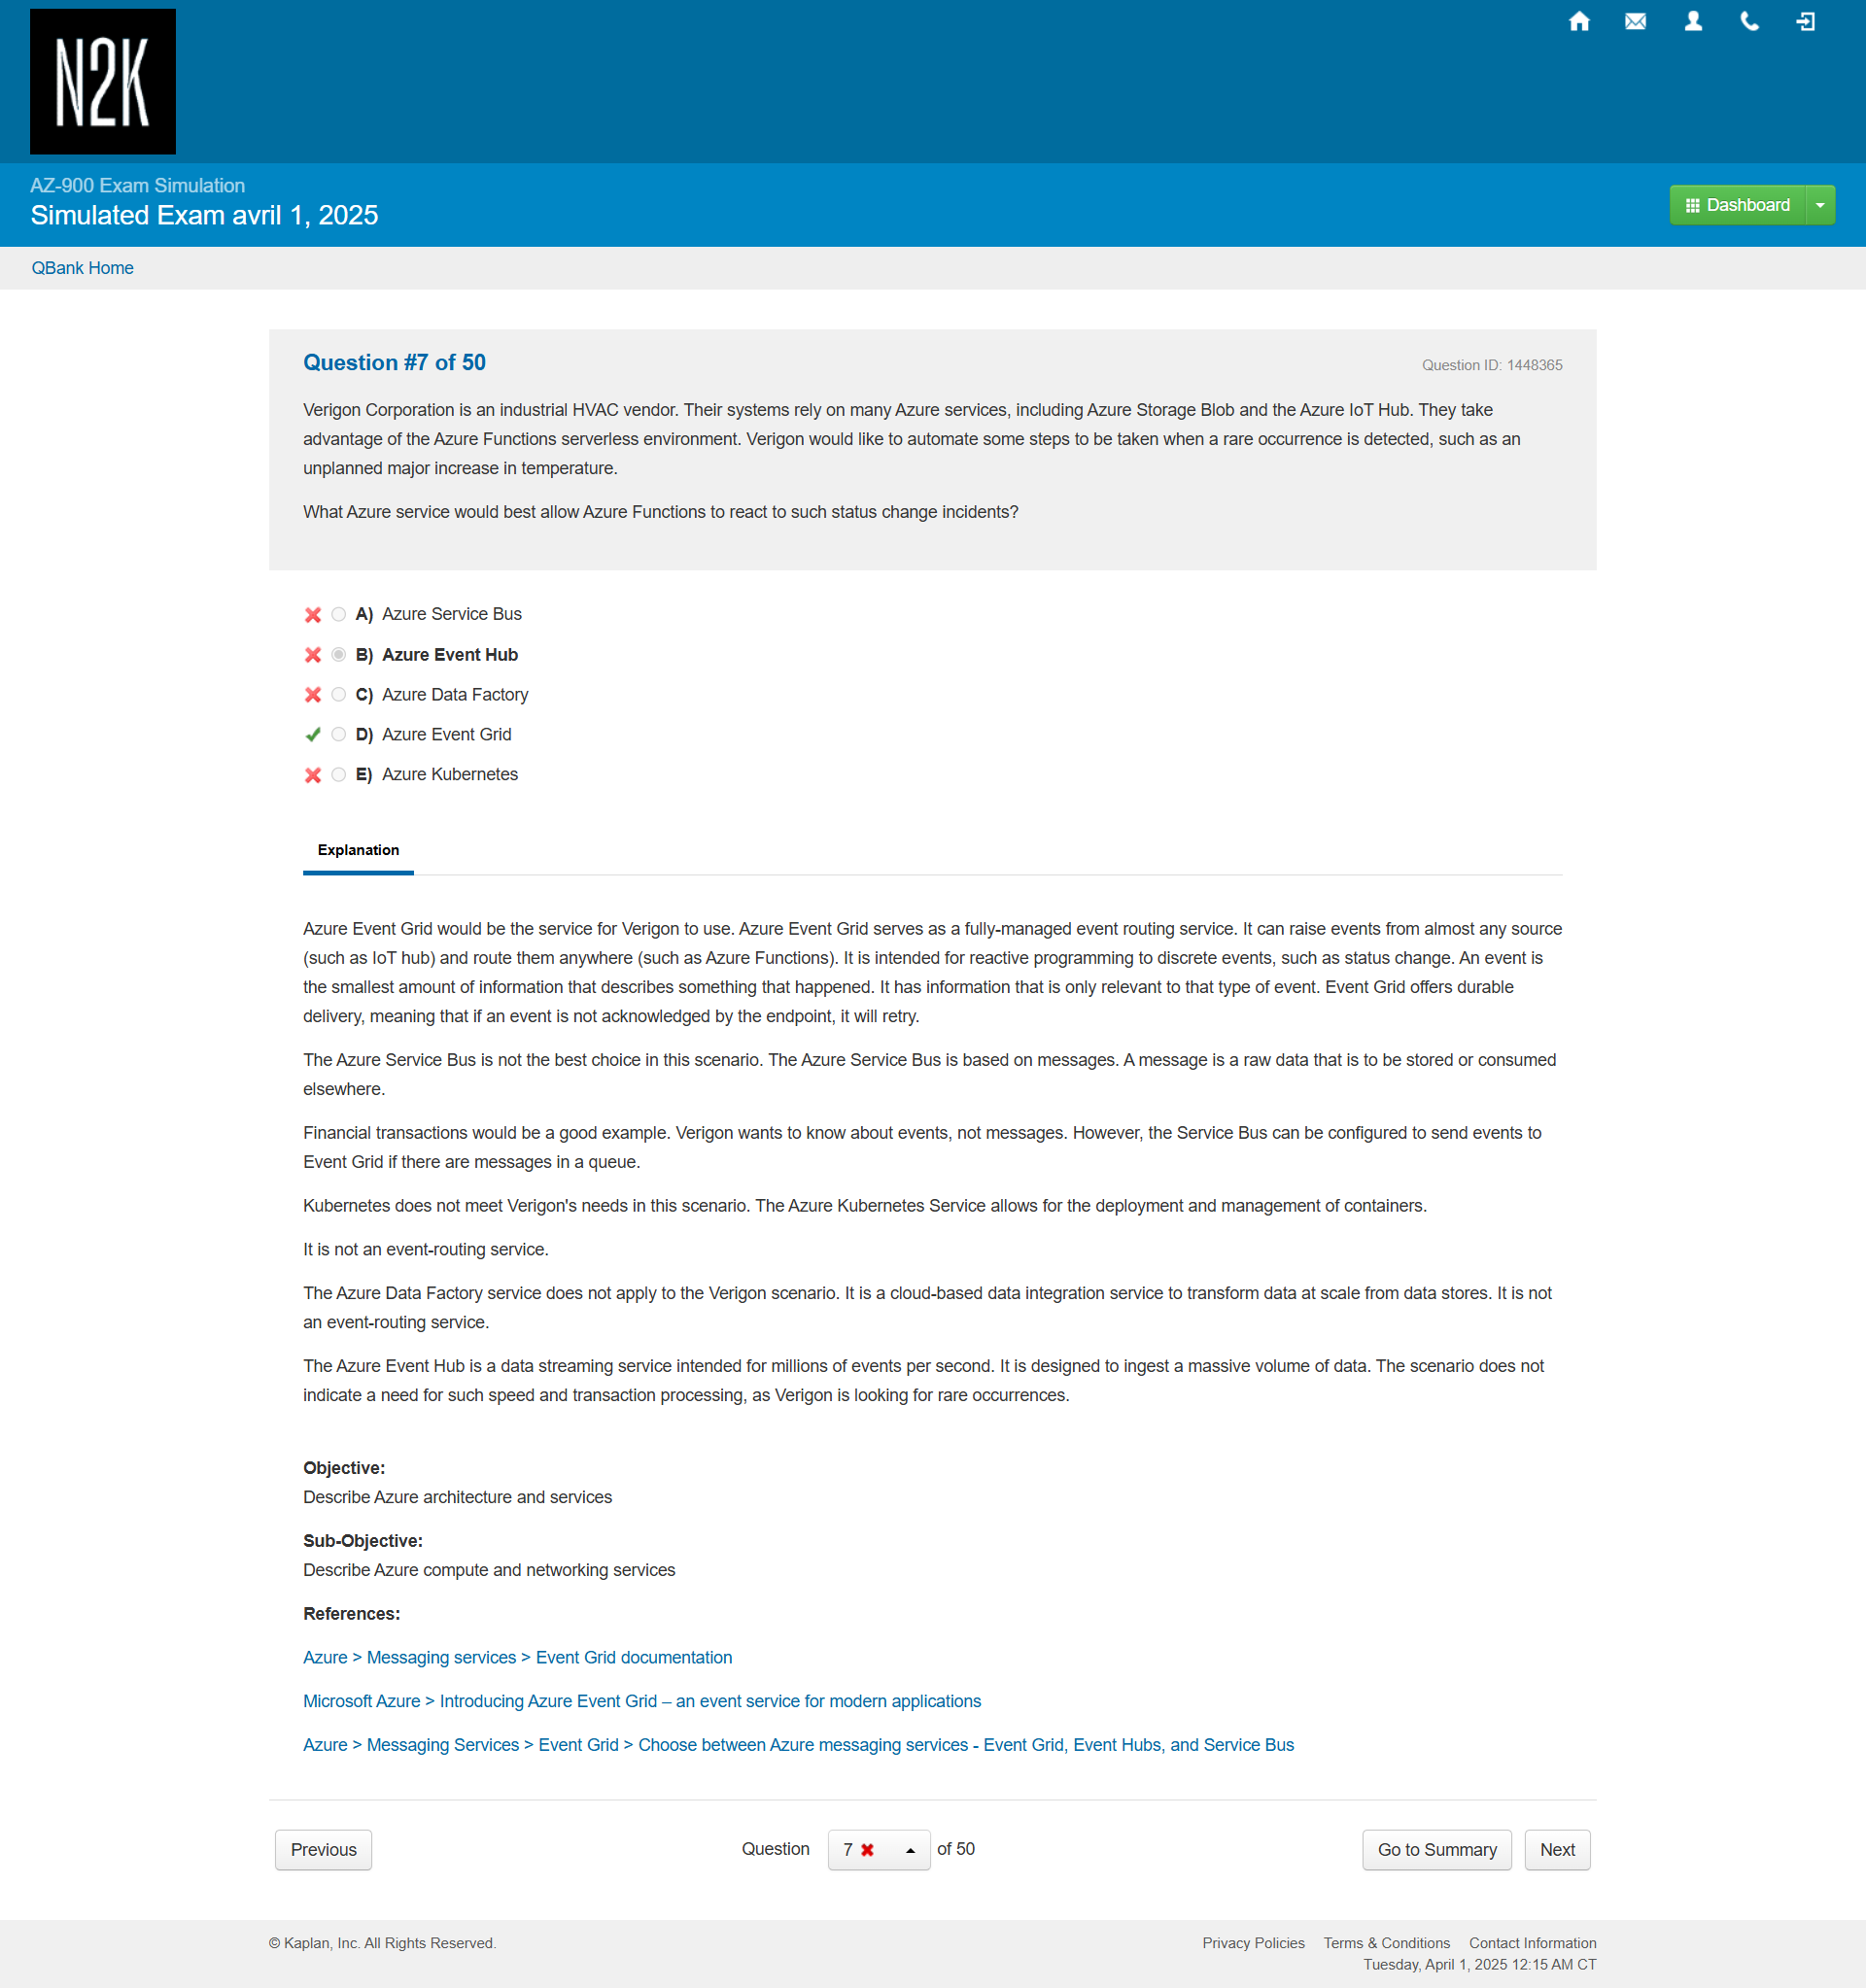 N2K
AZ-900 Exam Simulation
Simulated Exam avril 1, 2025
Dashboard
QBank Home
Question #7 of 50
Question ID: 1448365
Verigon Corporation is an industrial HVAC vendor. Their systems rely on many Azure services, including Azure Storage Blob and the Azure IoT Hub. They take
advantage of the Azure Functions serverless environment. Verigon would like to automate some steps to be taken when a rare occurrence is detected, such as an
unplanned major increase in temperature.
What Azure service would best allow Azure Functions to react to such status change incidents?
A) Azure Service Bus
B) Azure Event Hub
C) Azure Data Factory
D) Azure Event Grid
E) Azure Kubernetes
Explanation
Azure Event Grid would be the service for Verigon to use. Azure Event Grid serves as a fully-managed event routing service. It can raise events from almost any source
(such as IoT hub) and route them anywhere (such as Azure Functions). It is intended for reactive programming to discrete events, such as status change. An event is
the smallest amount of information that describes something that happened. It has information that is only relevant to that type of event. Event Grid offers durable
delivery, meaning that if an event is not acknowledged by the endpoint, it will retry.
The Azure Service Bus is not the best choice in this scenario. The Azure Service Bus is based on messages. A message is a raw data that is to be stored or consumed
elsewhere.
Financial transactions would be a good example. Verigon wants to know about events, not messages. However, the Service Bus can be configured to send events to
Event Grid if there are messages in a queue.
Kubernetes does not meet Verigon's needs in this scenario. The Azure Kubernetes Service allows for the deployment and management of containers.
It is not an event-routing service.
The Azure Data Factory service does not apply to the Verigon scenario. It is a cloud-based data integration service to transform data at scale from data stores. It is not
an event-routing service.
The Azure Event Hub is a data streaming service intended for millions of events per second. It is designed to ingest a massive volume of data. The scenario does not
indicate a need for such speed and transaction processing, as Verigon is looking for rare occurrences.
Objective:
Describe Azure architecture and services
Sub-Objective:
Describe Azure compute and networking services
References:
Azure > Messaging services > Event Grid documentation
Microsoft Azure > Introducing Azure Event Grid – an event service for modern applications
Azure > Messaging Services > Event Grid > Choose between Azure messaging services - Event Grid, Event Hubs, and Service Bus
Previous
Question 7 of 50
Go to Summary
Next
© Kaplan, Inc. All Rights Reserved.
Privacy Policies Terms & Conditions Contact Information
Tuesday, April 1, 2025 12:15 AM CT